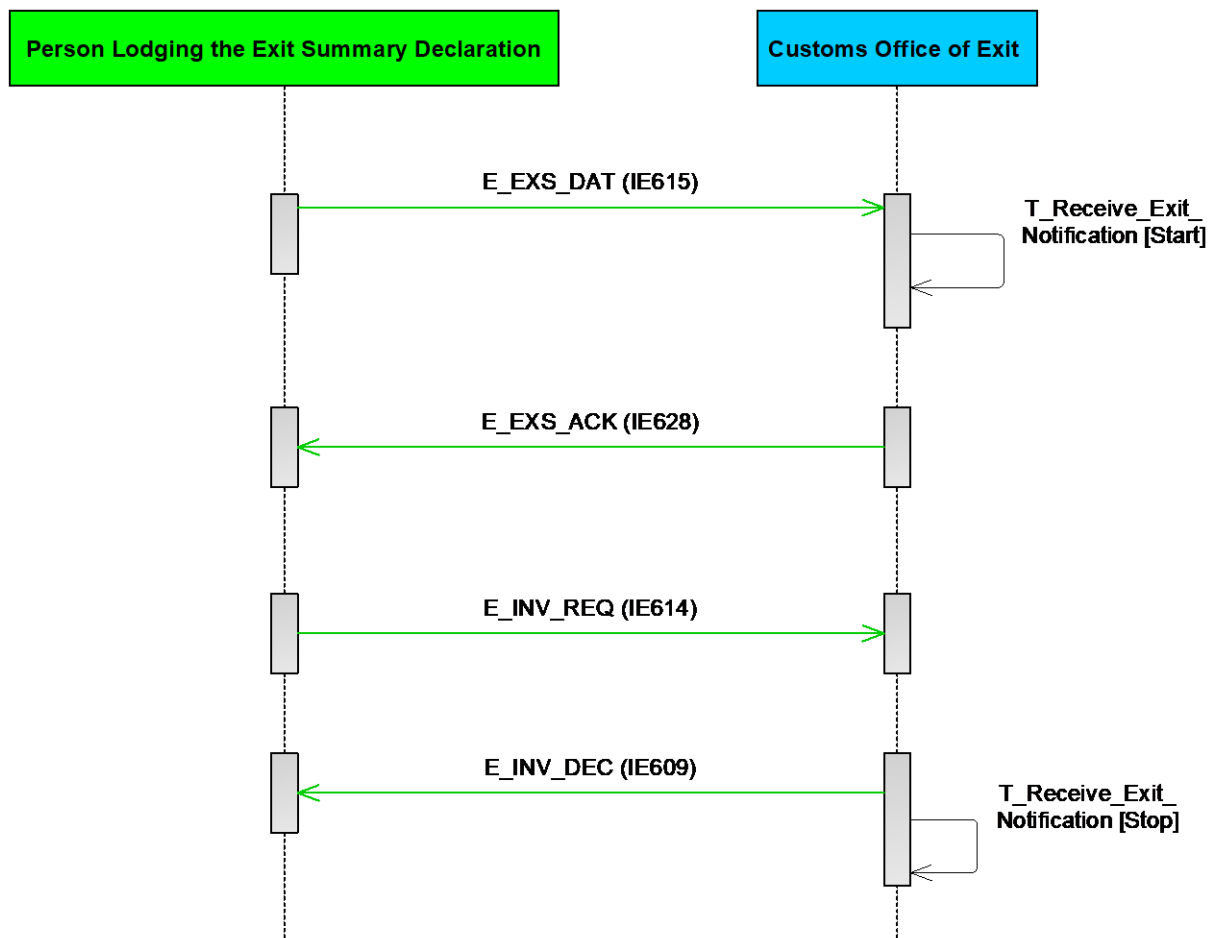 Person Lodging the Exit Summary Declaration
Customs Office of Exit
E_EXS_DAT (IE615)
T_Receive_Exit_
Notification [Start]
E_EXS_ACK (IE628)
E_INV_REQ (IE614)
E_INV_DEC (IE609)
T_Receive_Exit_
Notification [Stop]